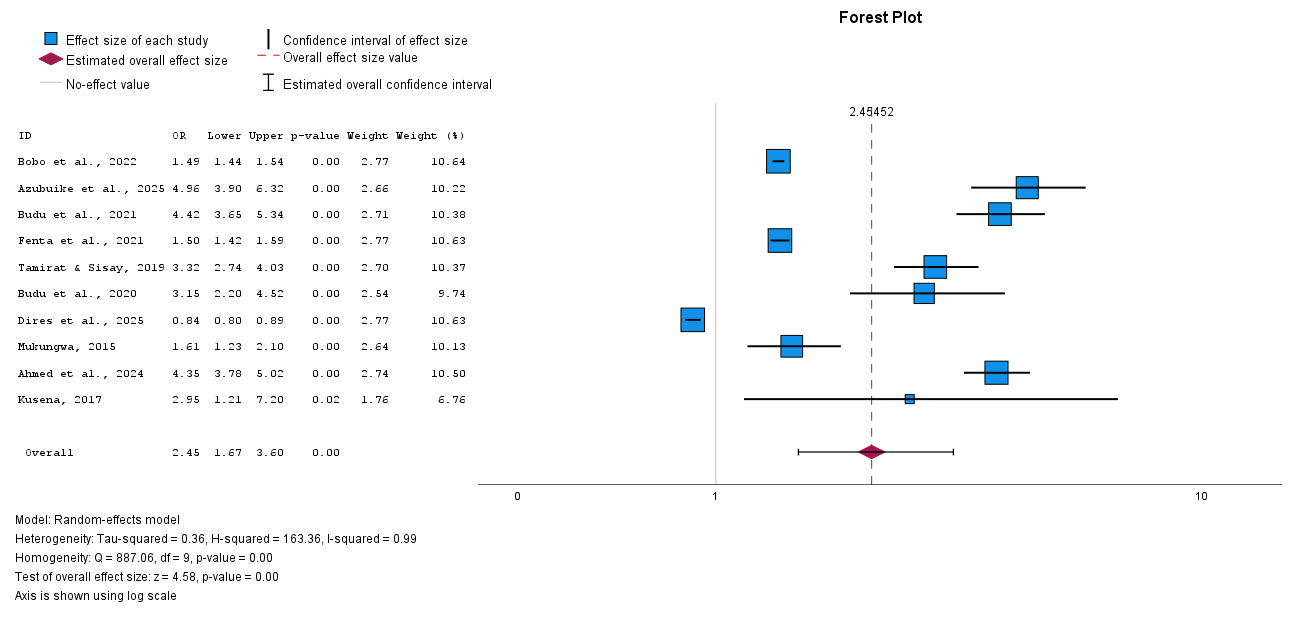 Forest Plot
Effect size of each study
Confidence interval of effect size
Estimated overall effect size
Overall effect size value
No-effect value
Estimated overall confidence interval
2.45452
ID OR Lower Upper p-value Weight Weight (%)
Bobo et al., 2022 1.49 1.44 1.54 0.00 2.77 10.64
Azubuike et al., 2025 4.96 3.90 6.32 0.00 2.66 10.22
Budu et al., 2021 4.42 3.65 5.34 0.00 2.71 10.38
Fenta et al., 2021 1.50 1.42 1.59 0.00 2.77 10.63
Tamirat & Sisay, 2019 3.32 2.74 4.03 0.00 2.70 10.37
Budu et al., 2020 3.15 2.20 4.52 0.00 2.54 9.74
Dires et al., 2025 0.84 0.80 0.89 0.00 2.77 10.63
Mukungwa, 2015 1.61 1.23 2.10 0.00 2.64 10.13
Ahmed et al., 2024 4.35 3.78 5.02 0.00 2.74 10.50
Kusena, 2017 2.95 1.21 7.20 0.02 1.76 6.76
Overall 2.45 1.67 3.60 0.00
0 1 10
Model: Random-effects model
Heterogeneity: Tau-squared = 0.36, H-squared = 163.36, I-squared = 0.99
Homogeneity: Q = 887.06, df = 9, p-value = 0.00
Test of overall effect size: z = 4.58, p-value = 0.00
Axis is shown using log scale